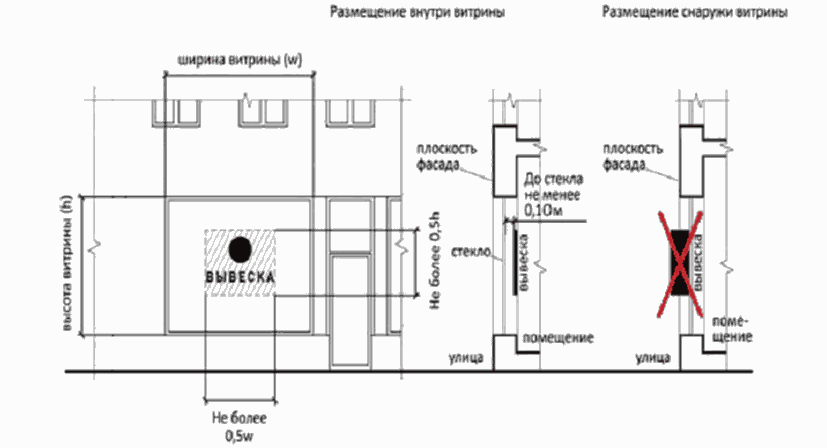 Размещение внутри витрины
Размещение снаружи витрины
ширина витрины (w)
высота витрины (h)
ВЫВЕСКА
Не более 0,5h
Не более
0,5w
плоскость
фасада
До стекла
не менее
0,10м
стекло
вывеска
помещение
улица
плоскость
фасада
вывеска
поме-
щение
улица